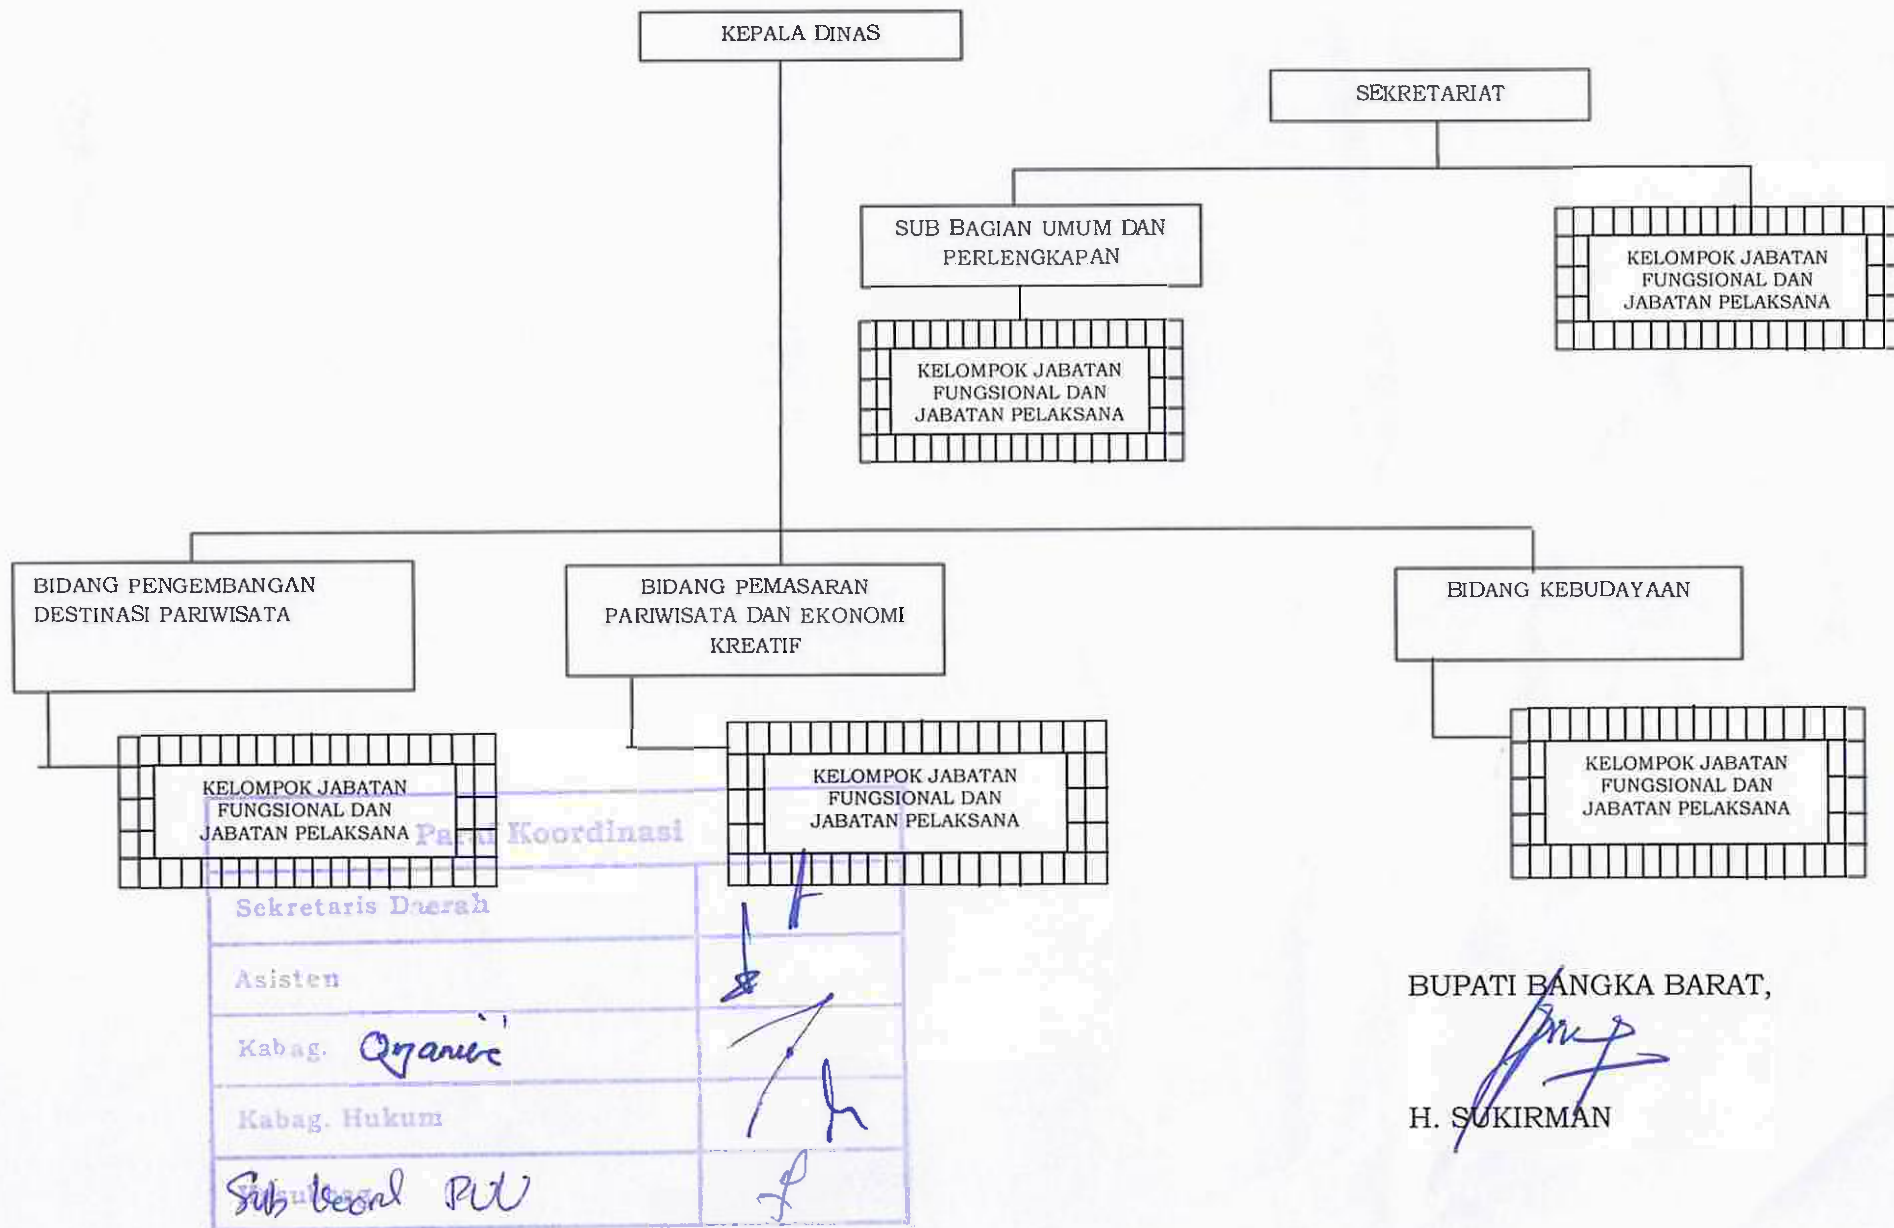 KEPALA DINAS
SEKRETARIAT
SUB BAGIAN UMUM DAN
PERLENGKAPAN
KELOMPOK JABATAN
FUNGSIONAL DAN
JABATAN PELAKSANA
KELOMPOK JABATAN
FUNGSIONAL DAN
JABATAN PELAKSANA
BIDANG PENGEMBANGAN
DESTINASI PARIWISATA
BIDANG PEMASARAN
PARIWISATA DAN EKONOMI
KREATIF
BIDANG KEBUDAYAAN
KELOMPOK JABATAN
FUNGSIONAL DAN
JABATAN PELAKSANA
KELOMPOK JABATAN
FUNGSIONAL DAN
JABATAN PELAKSANA
KELOMPOK JABATAN
FUNGSIONAL DAN
JABATAN PELAKSANA
Paraf Koordinasi
Sekretaris Daerah
Asisten
Kabag.
Kabag. Hukum
Sub PUU
BUPATI BANGKA BARAT,
H. SUKIRMAN